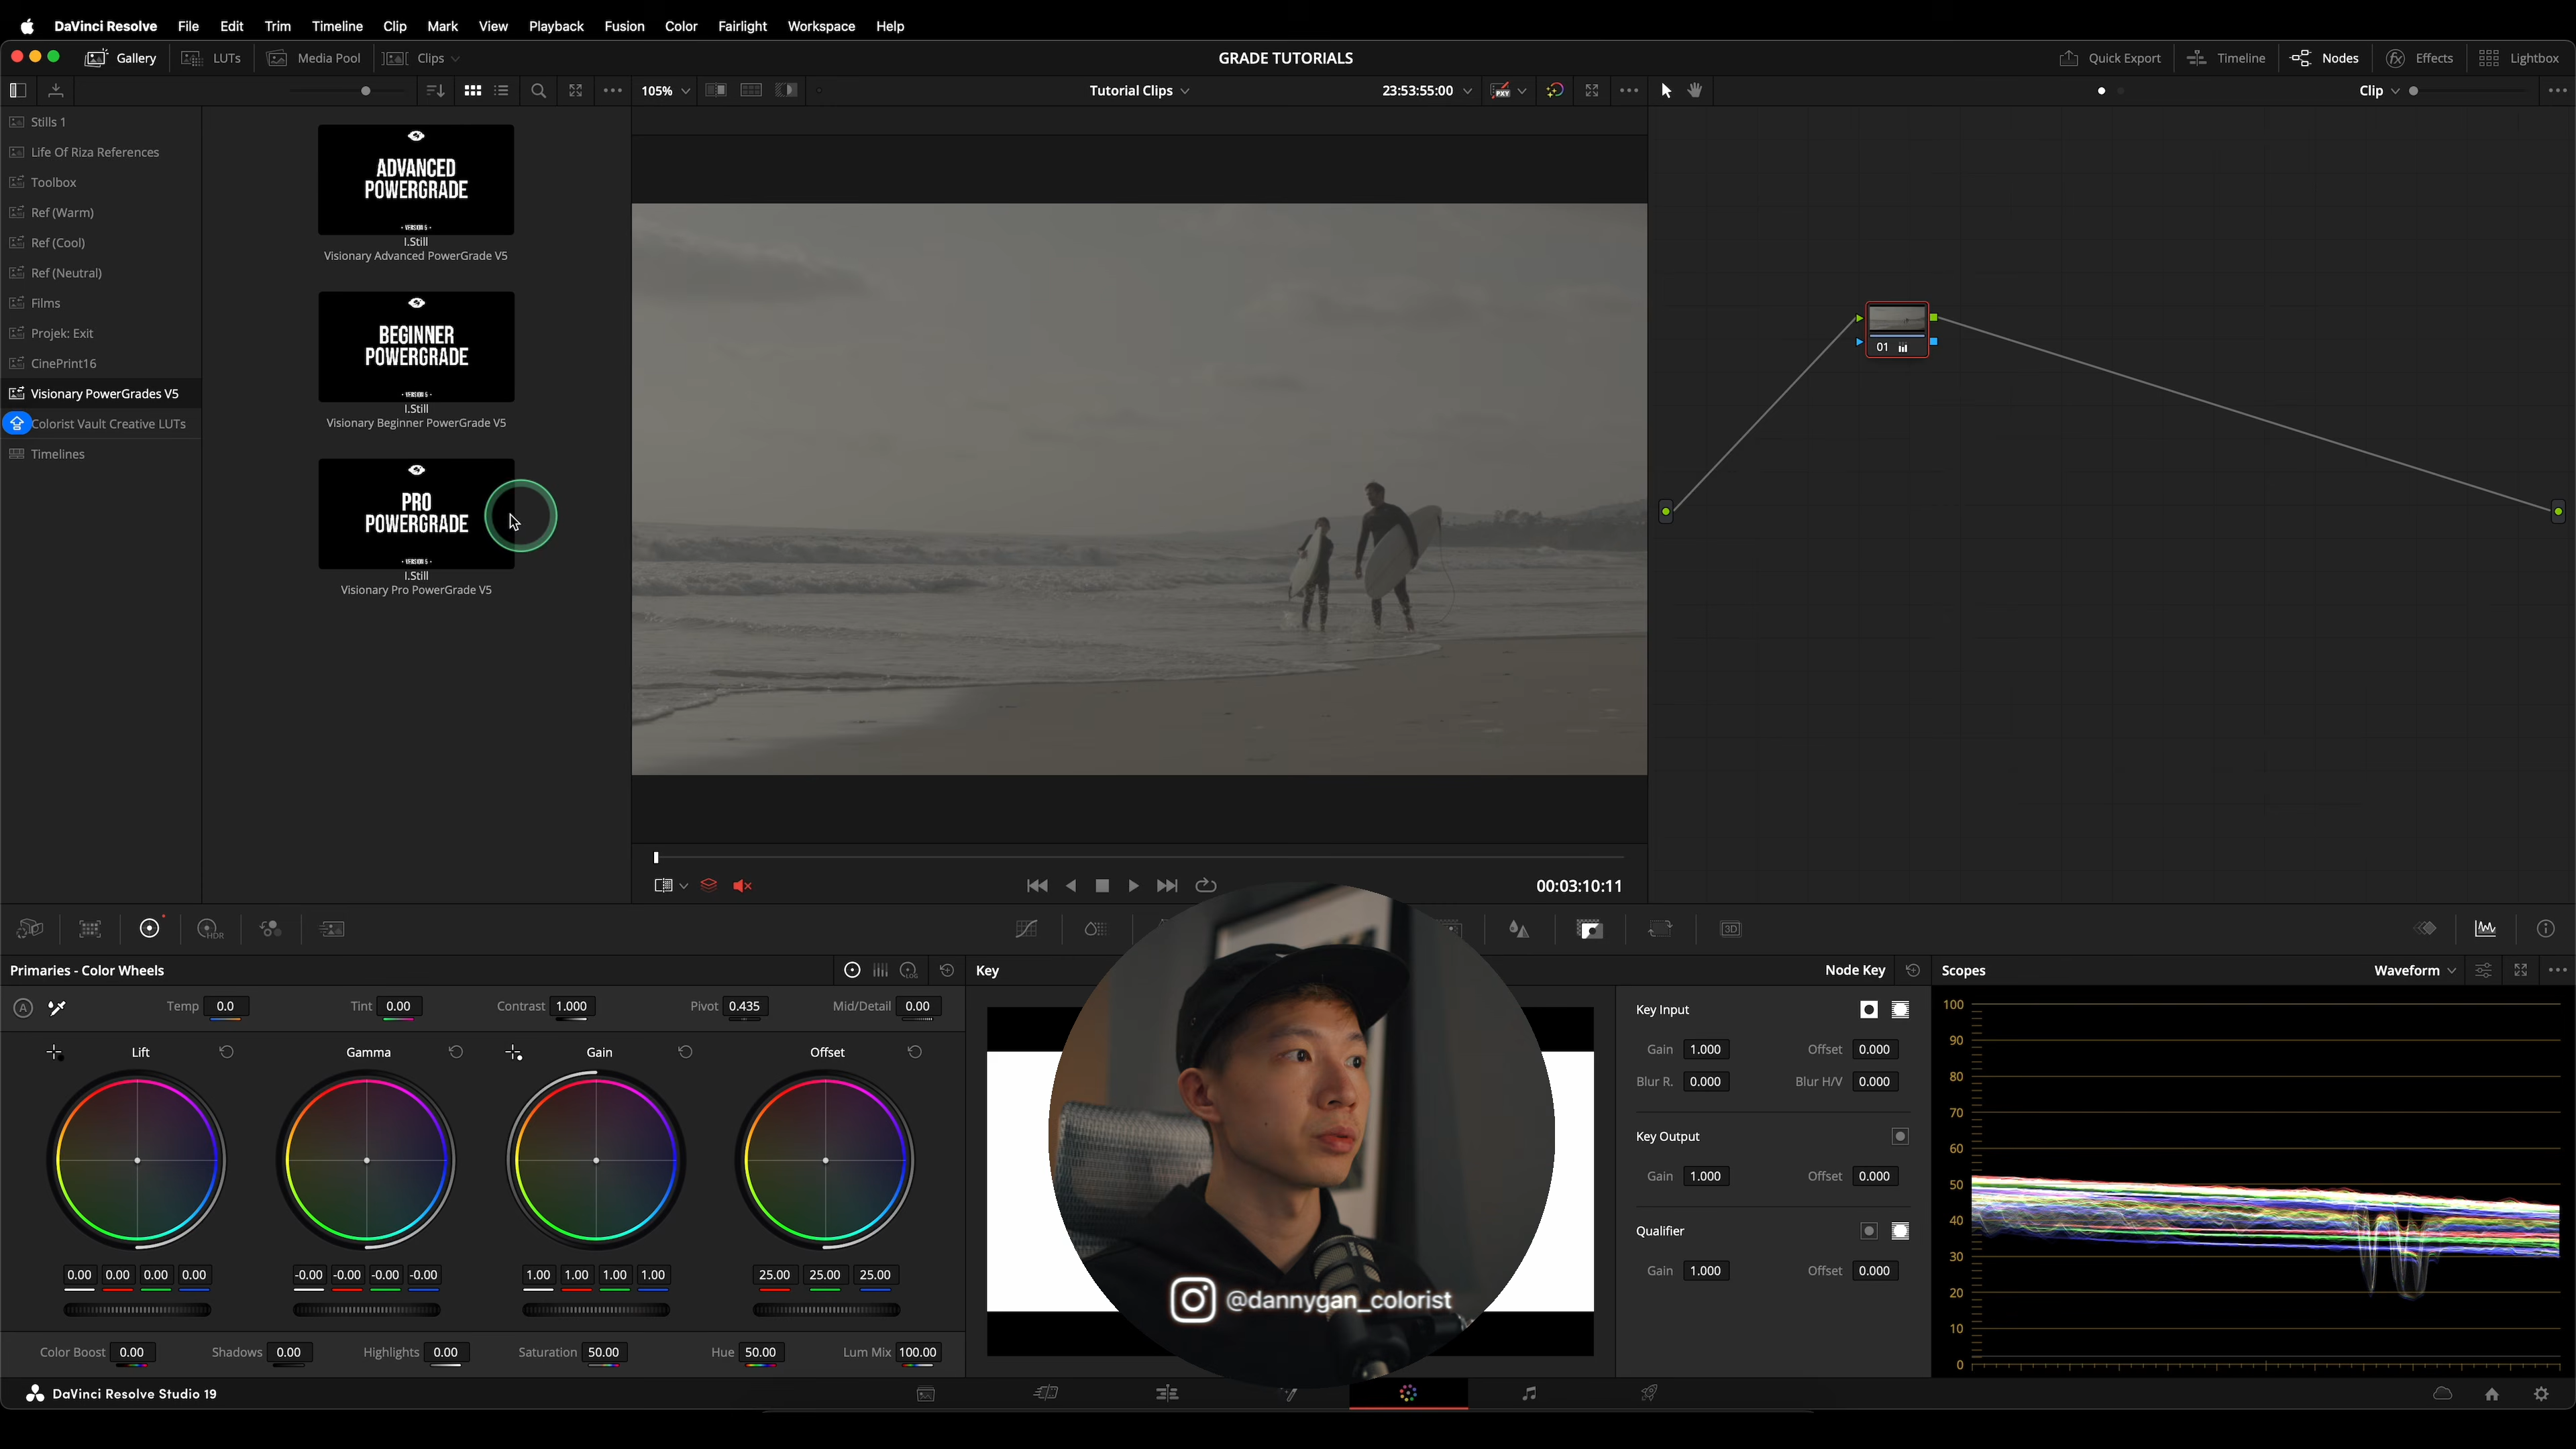 DaVinci Resolve File Edit Trim Timeline Clip Mark View Playback Fusion Color Fairlight Workspace Help
Gallery LUTs Media Pool Clips GRADE TUTORIALS Quick Export Timeline Nodes Effects Lightbox
105% Tutorial Clips 23:53:55:00 PXY Clip
Stills 1
Life Of Riza References
Toolbox
Ref (Warm)
Ref (Cool)
Ref (Neutral)
Films
Projek: Exit
CinePrint16
Visionary PowerGrades V5
Colorist Vault Creative LUTs
Timelines
ADVANCED
POWERGRADE
- VERSION 5 -
I.Still
Visionary Advanced PowerGrade V5
BEGINNER
POWERGRADE
- VERSION 5 -
I.Still
Visionary Beginner PowerGrade V5
PRO
POWERGRADE
- VERSION 5 -
I.Still
Visionary Pro PowerGrade V5
01
00:03:10:11
HDR 3D
Primaries - Color Wheels LOG Key Node Key Scopes Waveform
A Temp 0.0 Tint 0.00 Contrast 1.000 Pivot 0.435 Mid/Detail 0.00
Lift Gamma Gain Offset
0.00 0.00 0.00 0.00 -0.00 -0.00 -0.00 -0.00 1.00 1.00 1.00 1.00 25.00 25.00 25.00
Color Boost 0.00 Shadows 0.00 Highlights 0.00 Saturation 50.00 Hue 50.00 Lum Mix 100.00
@dannygan_colorist
Key Input
Gain 1.000 Offset 0.000
Blur R. 0.000 Blur H/V 0.000
Key Output
Gain 1.000 Offset 0.000
Qualifier
Gain 1.000 Offset 0.000
100
90
80
70
60
50
40
30
20
10
0
DaVinci Resolve Studio 19